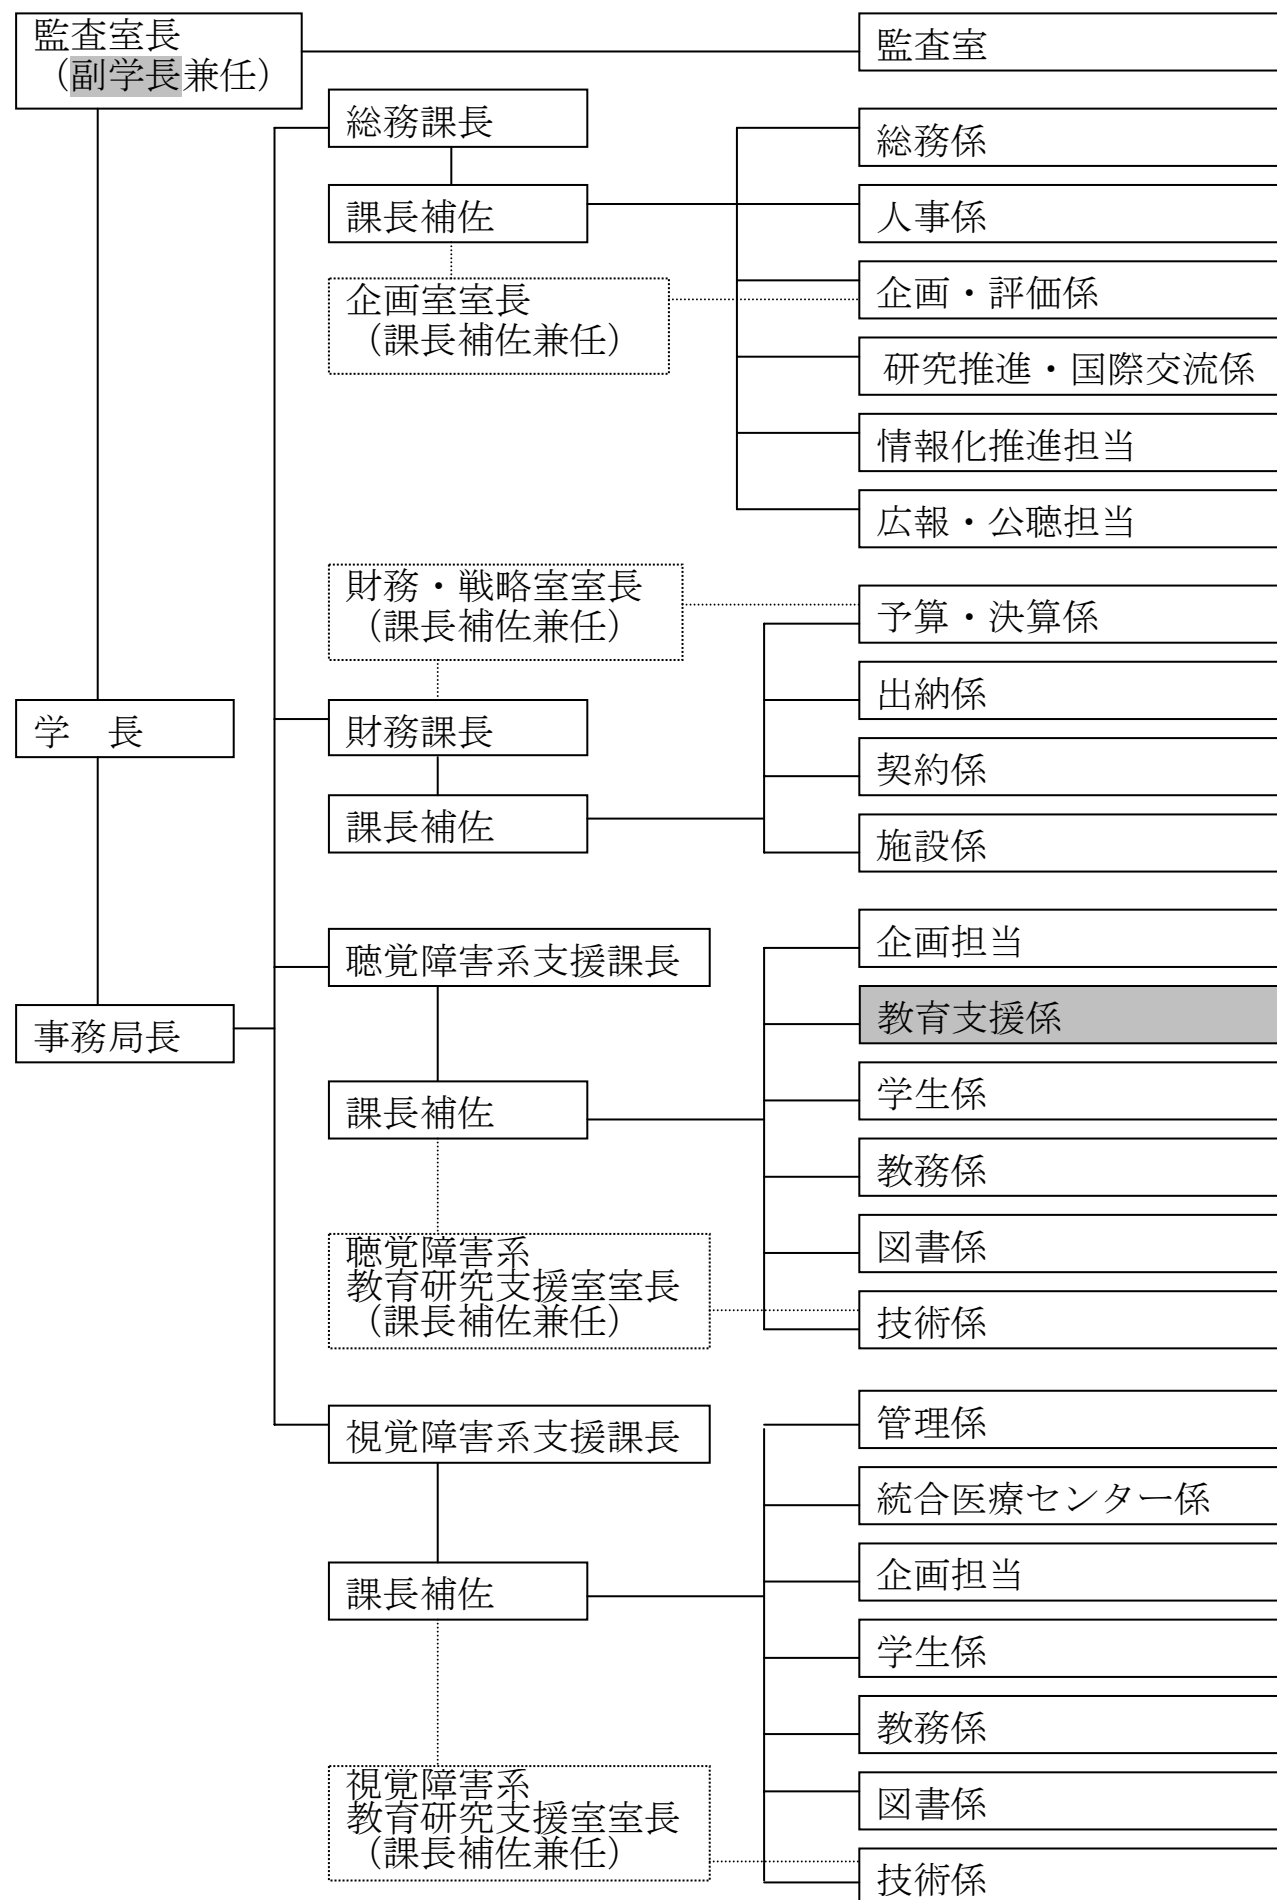 監査室長
（副学長兼任）
監査室
総務課長
課長補佐
企画室室長
（課長補佐兼任）
総務係
人事係
企画・評価係
研究推進・国際交流係
情報化推進担当
広報・公聴担当
財務・戦略室室長
（課長補佐兼任）
学　長
財務課長
課長補佐
予算・決算係
出納係
契約係
施設係
事務局長
聴覚障害系支援課長
課長補佐
聴覚障害系
教育研究支援室室長
（課長補佐兼任）
企画担当
教育支援係
学生係
教務係
図書係
技術係
視覚障害系支援課長
課長補佐
視覚障害系
教育研究支援室室長
（課長補佐兼任）
管理係
統合医療センター係
企画担当
学生係
教務係
図書係
技術係